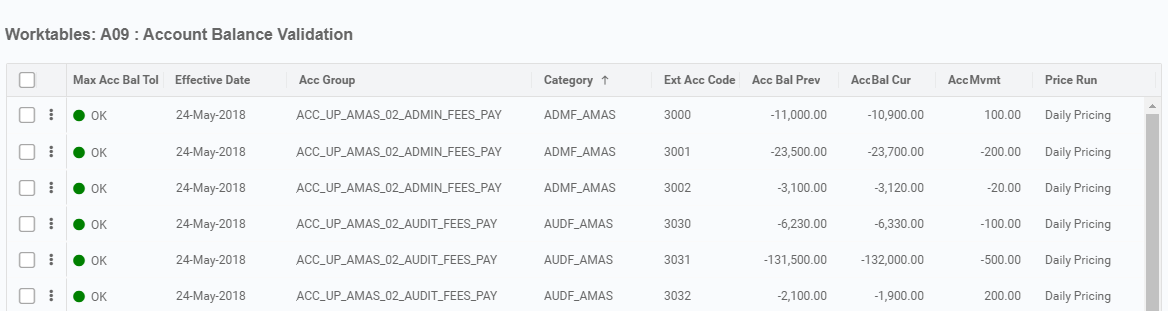 Worktables: A09 : Account Balance Validation
Max Acc Bal Tol Effective Date Acc Group Category ↑ Ext Acc Code Acc Bal Prev AccBal Cur AccMvmt Price Run
OK 24-May-2018 ACC_UP_AMAS_02_ADMIN_FEES_PAY ADMF_AMAS 3000 -11,000.00 -10,900.00 100.00 Daily Pricing
OK 24-May-2018 ACC_UP_AMAS_02_ADMIN_FEES_PAY ADMF_AMAS 3001 -23,500.00 -23,700.00 -200.00 Daily Pricing
OK 24-May-2018 ACC_UP_AMAS_02_ADMIN_FEES_PAY ADMF_AMAS 3002 -3,100.00 -3,120.00 -20.00 Daily Pricing
OK 24-May-2018 ACC_UP_AMAS_02_AUDIT_FEES_PAY AUDF_AMAS 3030 -6,230.00 -6,330.00 -100.00 Daily Pricing
OK 24-May-2018 ACC_UP_AMAS_02_AUDIT_FEES_PAY AUDF_AMAS 3031 -131,500.00 -132,000.00 -500.00 Daily Pricing
OK 24-May-2018 ACC_UP_AMAS_02_AUDIT_FEES_PAY AUDF_AMAS 3032 -2,100.00 -1,900.00 200.00 Daily Pricing